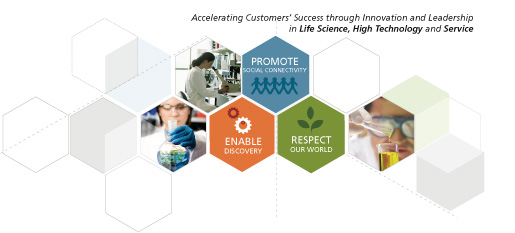 Accelerating Customers' Success through Innovation and Leadership
in Life Science, High Technology and Service
PROMOTE
SOCIAL CONNECTIVITY
ENABLE
DISCOVERY
RESPECT
OUR WORLD